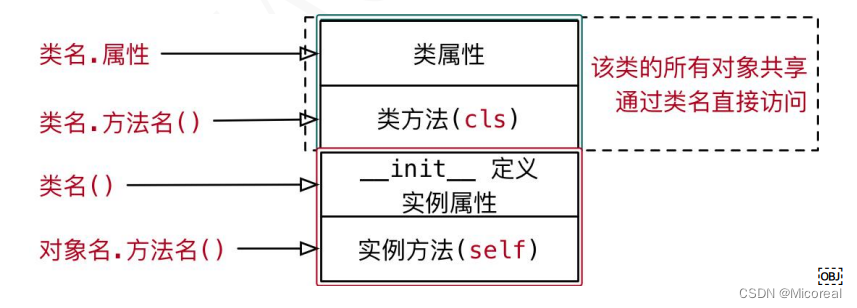 类名.属性
类属性
该类的所有对象共享
通过类名直接访问
类名.方法名()
类方法(cls)
类名()
__init__ 定义
实例属性
对象名.方法名()
实例方法(self)
OBJ
CSDN @Micoreal